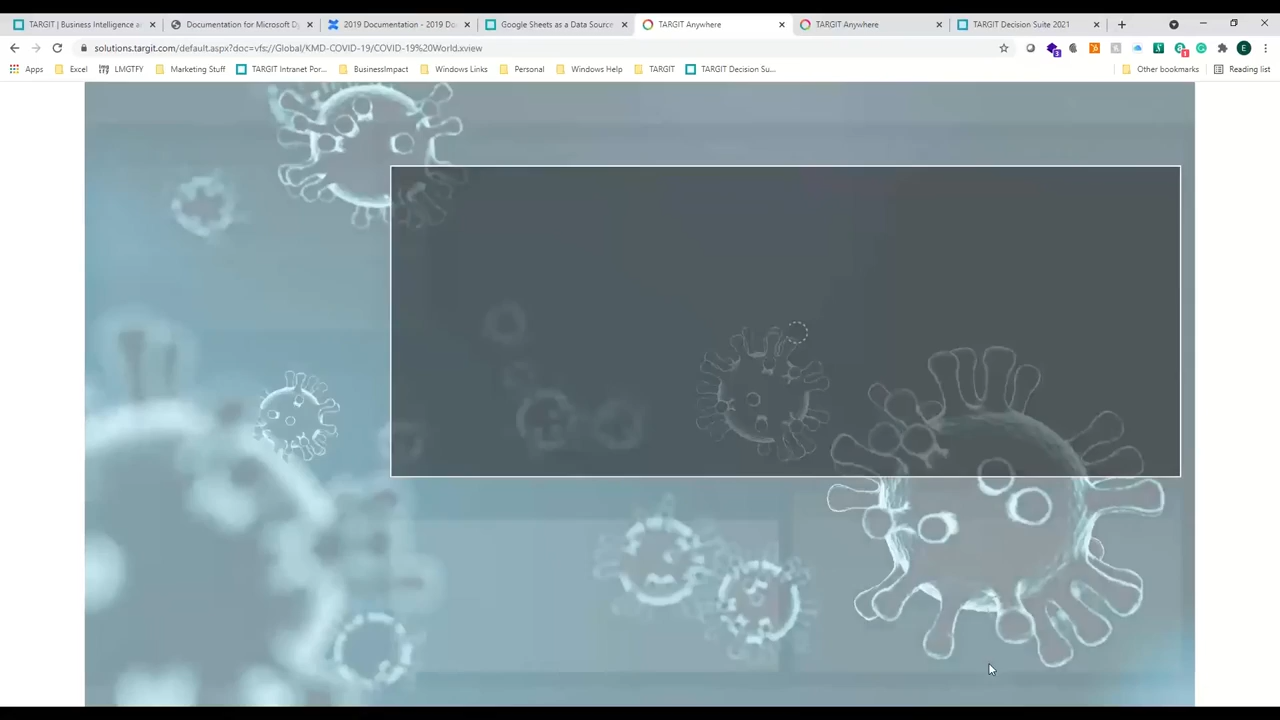 TARGIT | Business Intelligence a
Documentation for Microsoft Dy
2019 Documentation - 2019 Do
Google Sheets as a Data Source
TARGIT Anywhere
TARGIT Anywhere
TARGIT Decision Suite 2021
solutions.targit.com/default.aspx?doc=vfs://Global/KMD-COVID-19/COVID-19%20World.xview
E
Apps
Excel
LMGTFY
Marketing Stuff
TARGIT Intranet Por...
BusinessImpact
Windows Links
Personal
Windows Help
TARGIT
TARGIT Decision Su...
Other bookmarks
Reading list